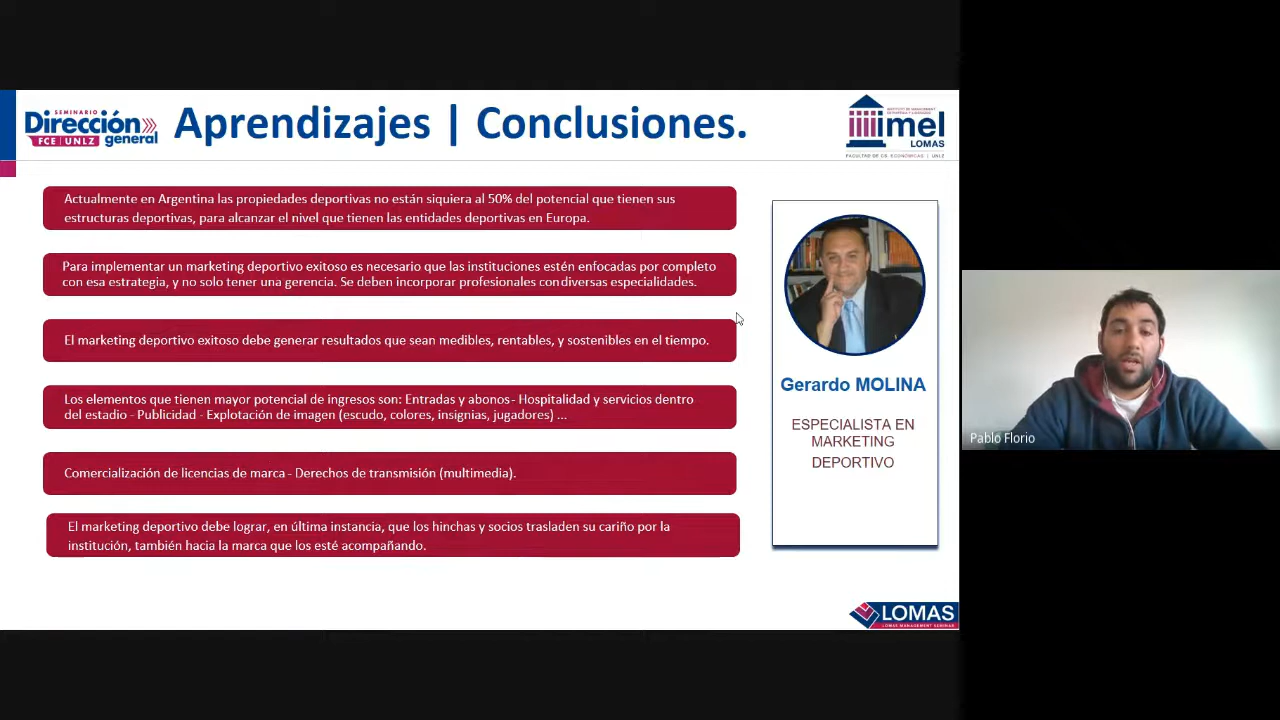 SEMINARIO
Dirección
FCE | UNLZ general
Aprendizajes | Conclusiones.
imel
LOMAS
FACULTAD DE CS. ECONÓMICAS | UNLZ
Actualmente en Argentina las propiedades deportivas no están siquiera al 50% del potencial que tienen sus
estructuras deportivas, para alcanzar el nivel que tienen las entidades deportivas en Europa.
Para implementar un marketing deportivo exitoso es necesario que las instituciones estén enfocadas por completo
con esa estrategia, y no solo tener una gerencia. Se deben incorporar profesionales con diversas especialidades.
El marketing deportivo exitoso debe generar resultados que sean medibles, rentables, y sostenibles en el tiempo.
Los elementos que tienen mayor potencial de ingresos son: Entradas y abonos - Hospitalidad y servicios dentro
del estadio - Publicidad - Explotación de imagen (escudo, colores, insignias, jugadores) ...
Comercialización de licencias de marca - Derechos de transmisión (multimedia).
El marketing deportivo debe lograr, en última instancia, que los hinchas y socios trasladen su cariño por la
institución, también hacia la marca que los esté acompañando.
Gerardo MOLINA
ESPECIALISTA EN
MARKETING
DEPORTIVO
LOMAS
LOMAS MANAGEMENT SEMINAR
Pablo Florio